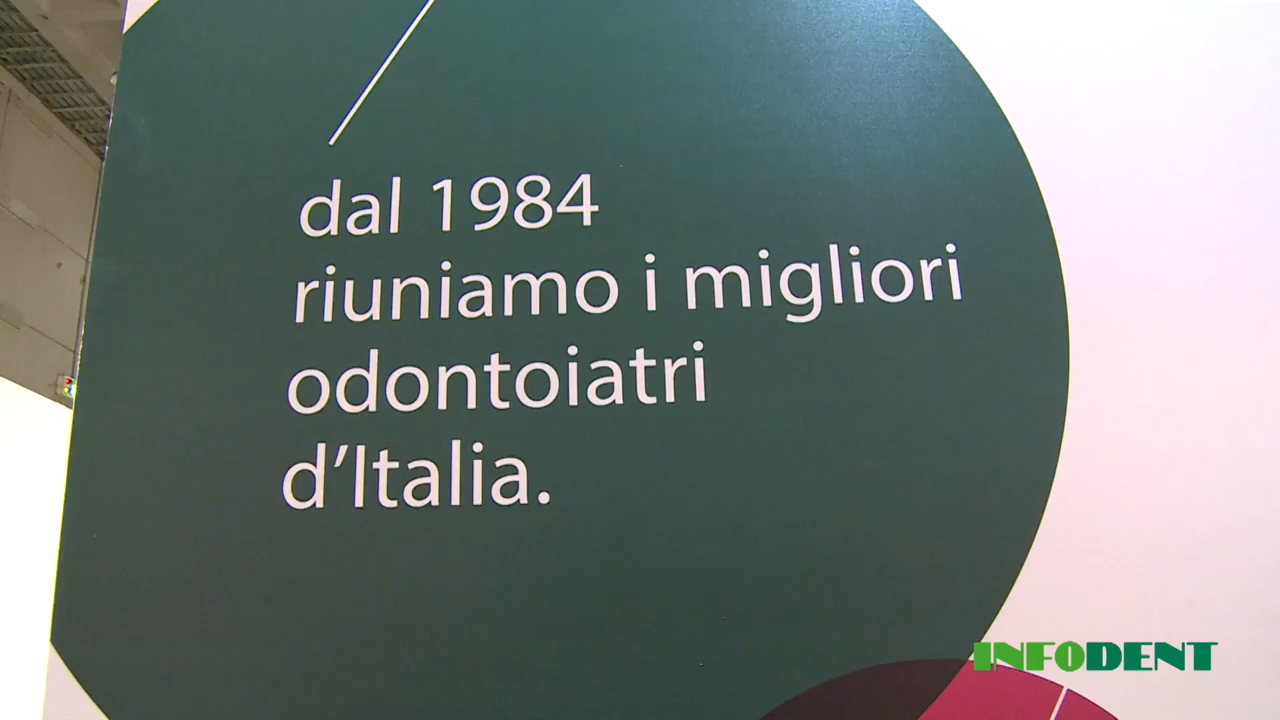 dal 1984
riuniamo i migliori
odontoiatri
d'Italia.
INFODENT